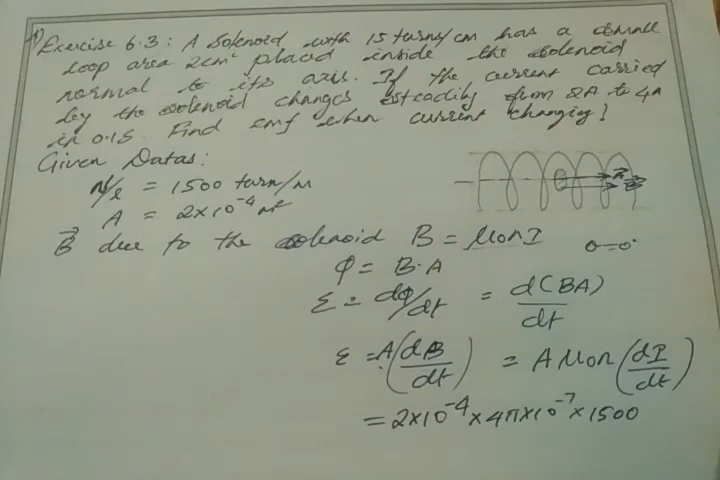 Exercise 6.3: A Solenoid with 15 turns/cm has a small
loop area 2cm² placed inside the solenoid
normal to its axis. If the current carried
by the solenoid changes steadily from 2A to 4A
in 0.1S. Find emf when current changing?
Given Datas:
N/l = 1500 turn/m
A = 2×10⁻⁴ m²
B⃗ due to the solenoid B = μ₀nI θ=0°
φ = B·A
ε = dφ/dt = d(BA)/dt
ε = A(dB/dt) = A μ₀n (dI/dt)
= 2×10⁻⁴×4π×10⁻⁷×1500